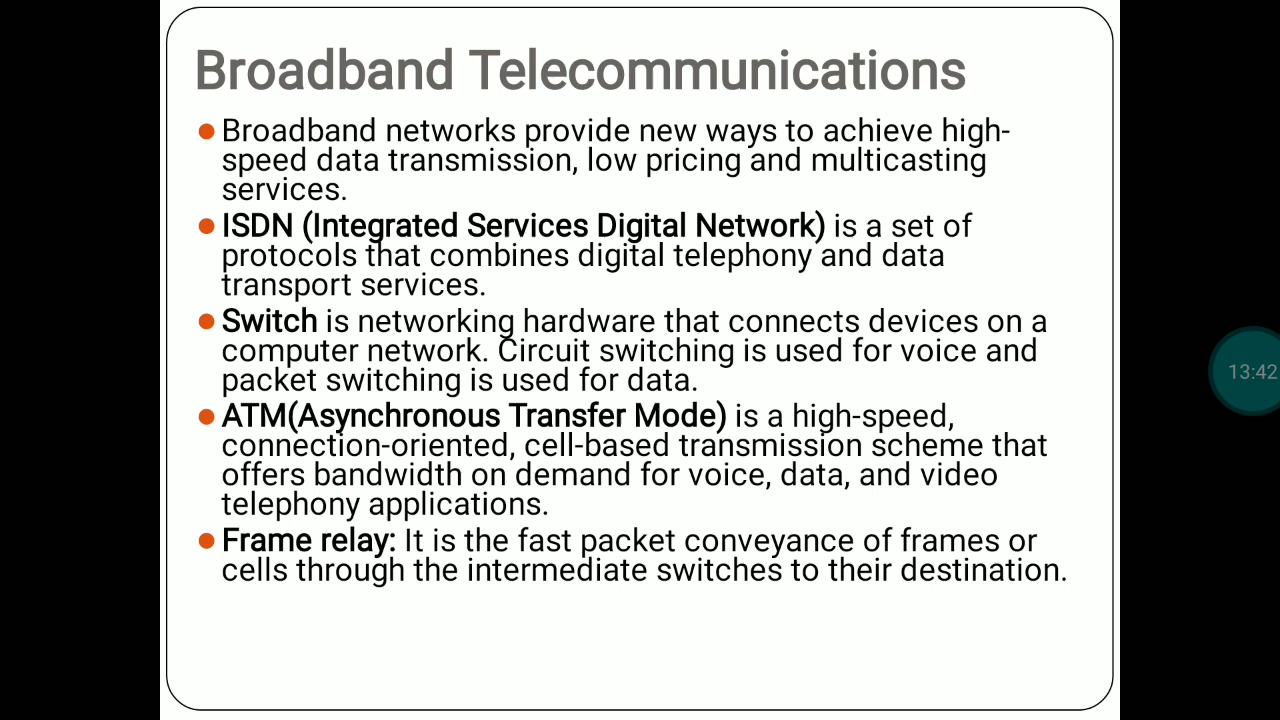 Broadband Telecommunications
Broadband networks provide new ways to achieve high-
speed data transmission, low pricing and multicasting
services.
ISDN (Integrated Services Digital Network) is a set of
protocols that combines digital telephony and data
transport services.
Switch is networking hardware that connects devices on a
computer network. Circuit switching is used for voice and
packet switching is used for data.
ATM(Asynchronous Transfer Mode) is a high-speed,
connection-oriented, cell-based transmission scheme that
offers bandwidth on demand for voice, data, and video
telephony applications.
Frame relay: It is the fast packet conveyance of frames or
cells through the intermediate switches to their destination.
13:42